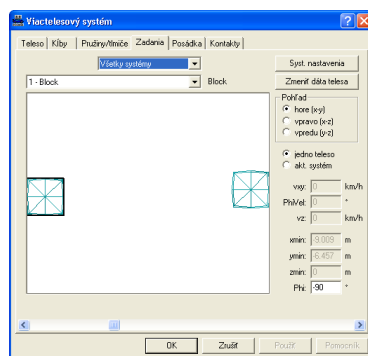 Viactelesový systém
Teleso Kĺby Pružiny/tlmiče Zadania Posádka Kontakty
Všetky systémy
Syst. nastavenia
1 - Block
Block
Zmeniť dáta telesa
Pohľad
hore (x-y)
vpravo (x-z)
vpredu (y-z)
jedno teleso
akt. systém
vxy: 0 km/h
PhiVel: 0 °
vz: 0 km/h
xmin: -9.009 m
ymin: -6.457 m
zmin: 0 m
Phi: -90 °
OK
Zrušiť
Použiť
Pomocník